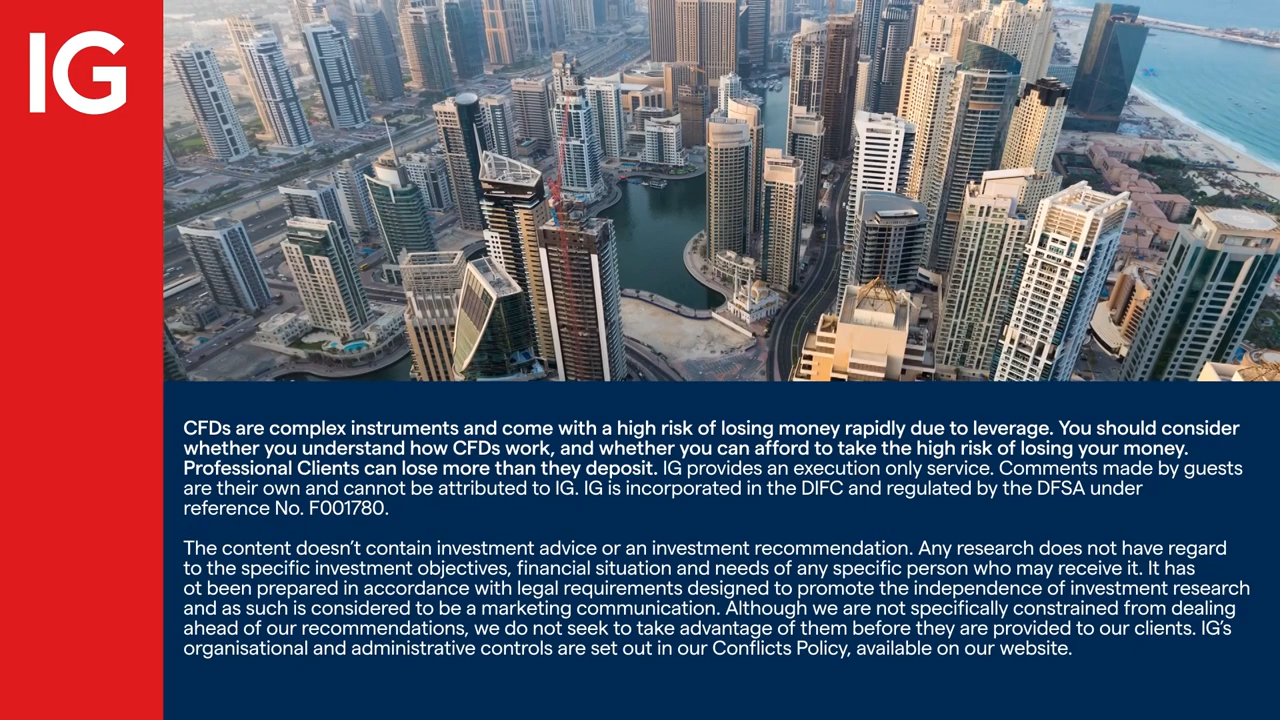 IG
CFDs are complex instruments and come with a high risk of losing money rapidly due to leverage. You should consider
whether you understand how CFDs work, and whether you can afford to take the high risk of losing your money.
Professional Clients can lose more than they deposit. IG provides an execution only service. Comments made by guests
are their own and cannot be attributed to IG. IG is incorporated in the DIFC and regulated by the DFSA under
reference No. F001780.
The content doesn’t contain investment advice or an investment recommendation. Any research does not have regard
to the specific investment objectives, financial situation and needs of any specific person who may receive it. It has
ot been prepared in accordance with legal requirements designed to promote the independence of investment research
and as such is considered to be a marketing communication. Although we are not specifically constrained from dealing
ahead of our recommendations, we do not seek to take advantage of them before they are provided to our clients. IG’s
organisational and administrative controls are set out in our Conflicts Policy, available on our website.